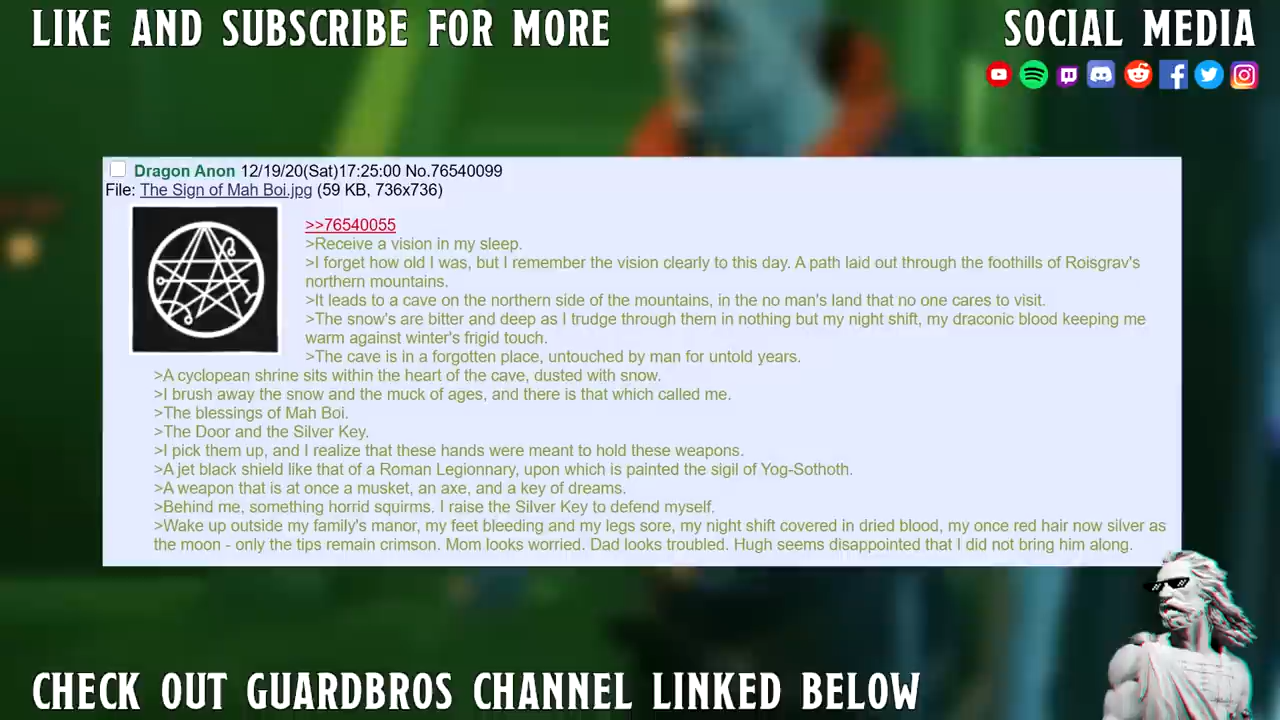 LIKE AND SUBSCRIBE FOR MORE
SOCIAL MEDIA
Dragon Anon 12/19/20(Sat)17:25:00 No.76540099
File: The Sign of Mah Boi.jpg (59 KB, 736x736)
>>76540055
>Receive a vision in my sleep.
>I forget how old I was, but I remember the vision clearly to this day. A path laid out through the foothills of Roisgrav's
northern mountains.
>It leads to a cave on the northern side of the mountains, in the no man's land that no one cares to visit.
>The snow's are bitter and deep as I trudge through them in nothing but my night shift, my draconic blood keeping me
warm against winter's frigid touch.
>The cave is in a forgotten place, untouched by man for untold years.
>A cyclopean shrine sits within the heart of the cave, dusted with snow.
>I brush away the snow and the muck of ages, and there is that which called me.
>The blessings of Mah Boi.
>The Door and the Silver Key.
>I pick them up, and I realize that these hands were meant to hold these weapons.
>A jet black shield like that of a Roman Legionnary, upon which is painted the sigil of Yog-Sothoth.
>A weapon that is at once a musket, an axe, and a key of dreams.
>Behind me, something horrid squirms. I raise the Silver Key to defend myself.
>Wake up outside my family's manor, my feet bleeding and my legs sore, my night shift covered in dried blood, my once red hair now silver as
the moon - only the tips remain crimson. Mom looks worried. Dad looks troubled. Hugh seems disappointed that I did not bring him along.
CHECK OUT GUARDBROS CHANNEL LINKED BELOW